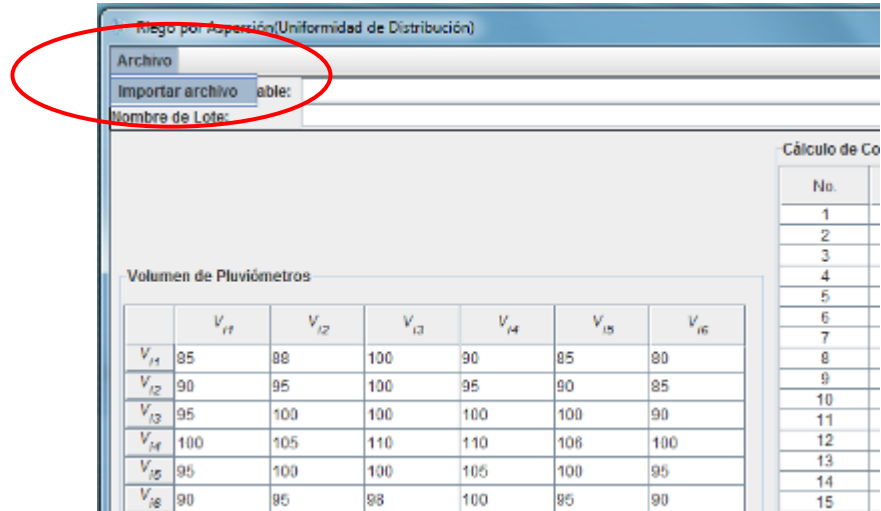 Riego por Aspersión(Uniformidad de Distribución)
Archivo
Importar archivo able:
Nombre de Lote:
Cálculo de Co
No.
1
2
3
4
5
6
7
8
9
10
11
12
13
14
15
Volumen de Pluviómetros
Vi1 Vi2 Vi3 Vi4 Vi5 Vi6
Vi1 85 88 100 90 85 80
Vi2 90 95 100 95 90 85
Vi3 95 100 100 100 100 90
Vi4 100 105 110 110 106 100
Vi5 95 100 100 105 100 95
Vi6 90 95 98 100 95 90